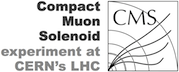 Compact
Muon
Solenoid
experiment at
CERN's LHC
CMS